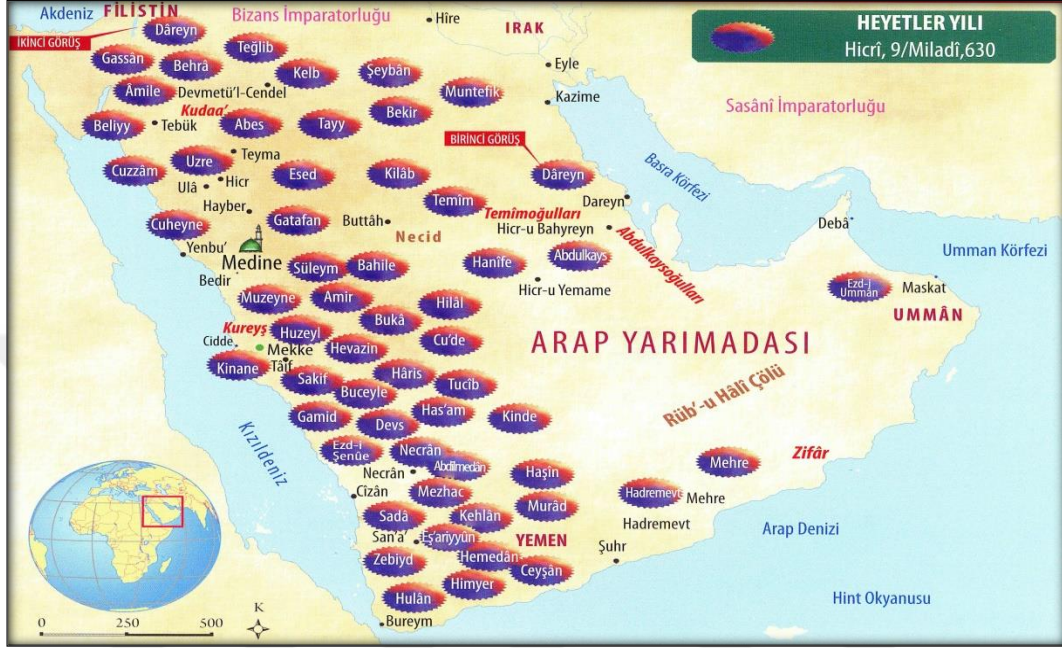 Akdeniz
FİLİSTİN
Bizans İmparatorluğu
Hîre
IRAK
HEYETLER YILI
Hicrî, 9/Miladî,630
Dâreyn
İKİNCİ GÖRÜŞ
Teğlib
Gassân
Behrâ
Kelb
Şeybân
Eyle
Âmile
Devmetü'l-Cendel
Muntefik
Kazime
Sasânî İmparatorluğu
Kudaa'
Bekir
Beliyy
Tebük
Abes
Tayy
BİRİNCİ GÖRÜŞ
Teyma
Uzre
Cuzzâm
Esed
Kilâb
Dâreyn
Basra Körfezi
Hicr
Ulâ
Temîm
Dareyn
Hayber
Temîmoğulları
Cuheyne
Gatafan
Buttâh
Hicr-u Bahyreyn
Debâ
Necid
Abdulkaysoğulları
Yenbu'
Umman Körfezi
Medine
Süleym
Bahile
Hanîfe
Abdulkays
Bedir
Hicr-u Yemame
Ezd-i
Ummân
Maskat
Muzeyne
Amir
Hilâl
UMMÂN
Bukâ
Kureyş
Huzeyl
Cidde
Mekke
Hevazin
Cu'de
ARAP YARIMADASI
Kinane
Tâif
Sakif
Hâris
Tucîb
Buceyle
Rüb'-u Hâli Çölü
Gamid
Devs
Has'am
Kinde
Kızıldeniz
Ezd-i
Şenûe
Necrân
Zifâr
Abdilmedân
Mehre
Necrân
Haşîn
Cîzân
Mezhac
Hadremevt
Mehre
Murâd
Sadâ
Kehlân
Hadremevt
Arap Denizi
San'a'
Eş'ariyyûn
YEMEN
Şuhr
Zebiyd
Hemedân
Ceyşân
Himyer
Hulân
Hint Okyanusu
Bureym
K
0 250 500